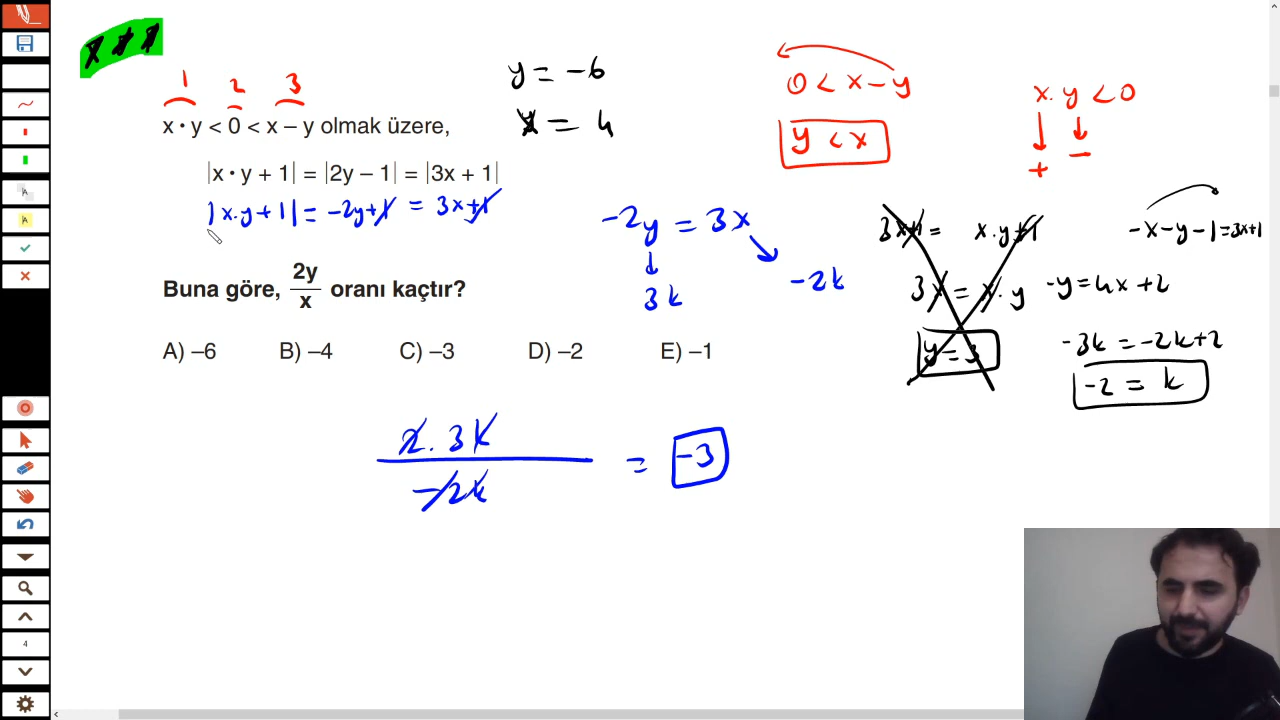 1 2 3
x • y < 0 < x – y olmak üzere,
|x • y + 1| = |2y – 1| = |3x + 1|
|x.y+1| = -2y+1 = 3x+1
Buna göre, 2y/x oranı kaçtır?
A) –6 B) –4 C) –3 D) –2 E) –1
2.3k / -2k = -3
y = -6
x = 4
-2y = 3x
3k -2k
0 < x-y
y < x
x.y < 0
+ -
3x+1 = x.y+1
3x = x.y
y=3
-x-y-1=3x+1
-y=4x+2
-3k = -2k+2
-2 = k
A
A
4